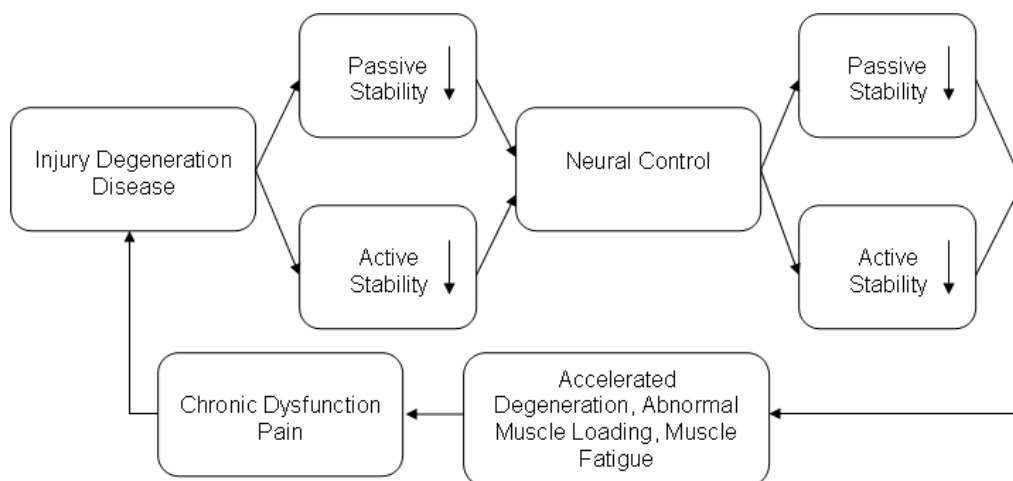 Passive
Stability
Passive
Stability
Injury Degeneration
Disease
Neural Control
Active
Stability
Active
Stability
Chronic Dysfunction
Pain
Accelerated
Degeneration, Abnormal
Muscle Loading, Muscle
Fatigue